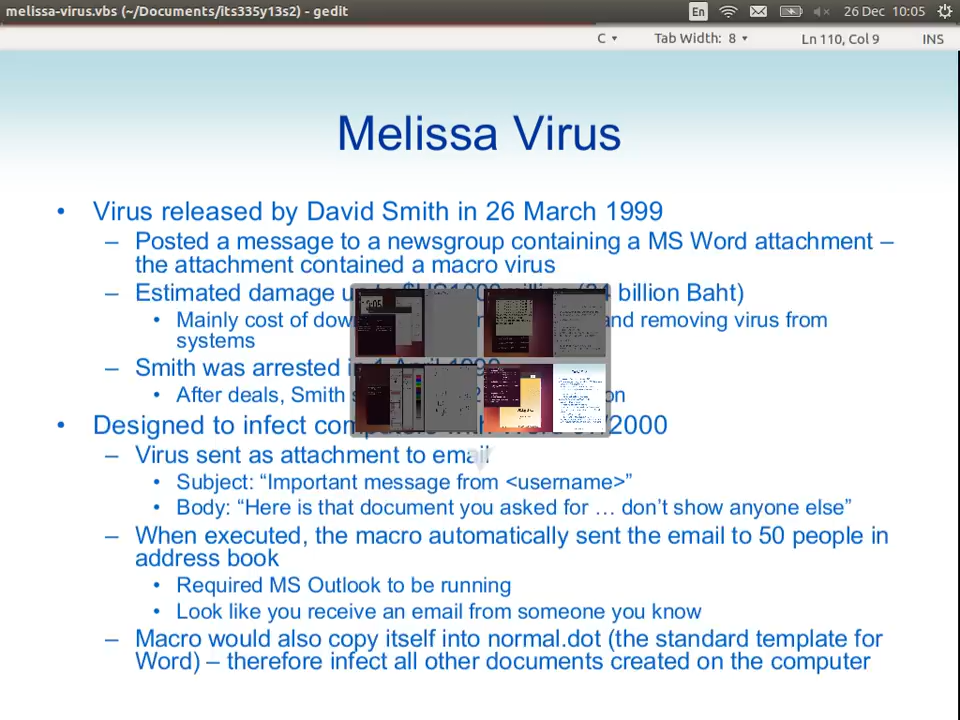 melissa-virus.vbs (~/Documents/its335y13s2) - gedit
En 26 Dec 10:05
C Tab Width: 8 Ln 110, Col 9 INS
Melissa Virus
• Virus released by David Smith in 26 March 1999
– Posted a message to a newsgroup containing a MS Word attachment –
the attachment contained a macro virus
– Estimated damage billion Baht)
• Mainly cost of and removing virus from
systems
– Smith was arrested
• After deals, Smith
• Designed to infect /2000
– Virus sent as attachment to email
• Subject: “Important message from <username>”
• Body: “Here is that document you asked for … don’t show anyone else”
– When executed, the macro automatically sent the email to 50 people in
address book
• Required MS Outlook to be running
• Look like you receive an email from someone you know
– Macro would also copy itself into normal.dot (the standard template for
Word) – therefore infect all other documents created on the computer